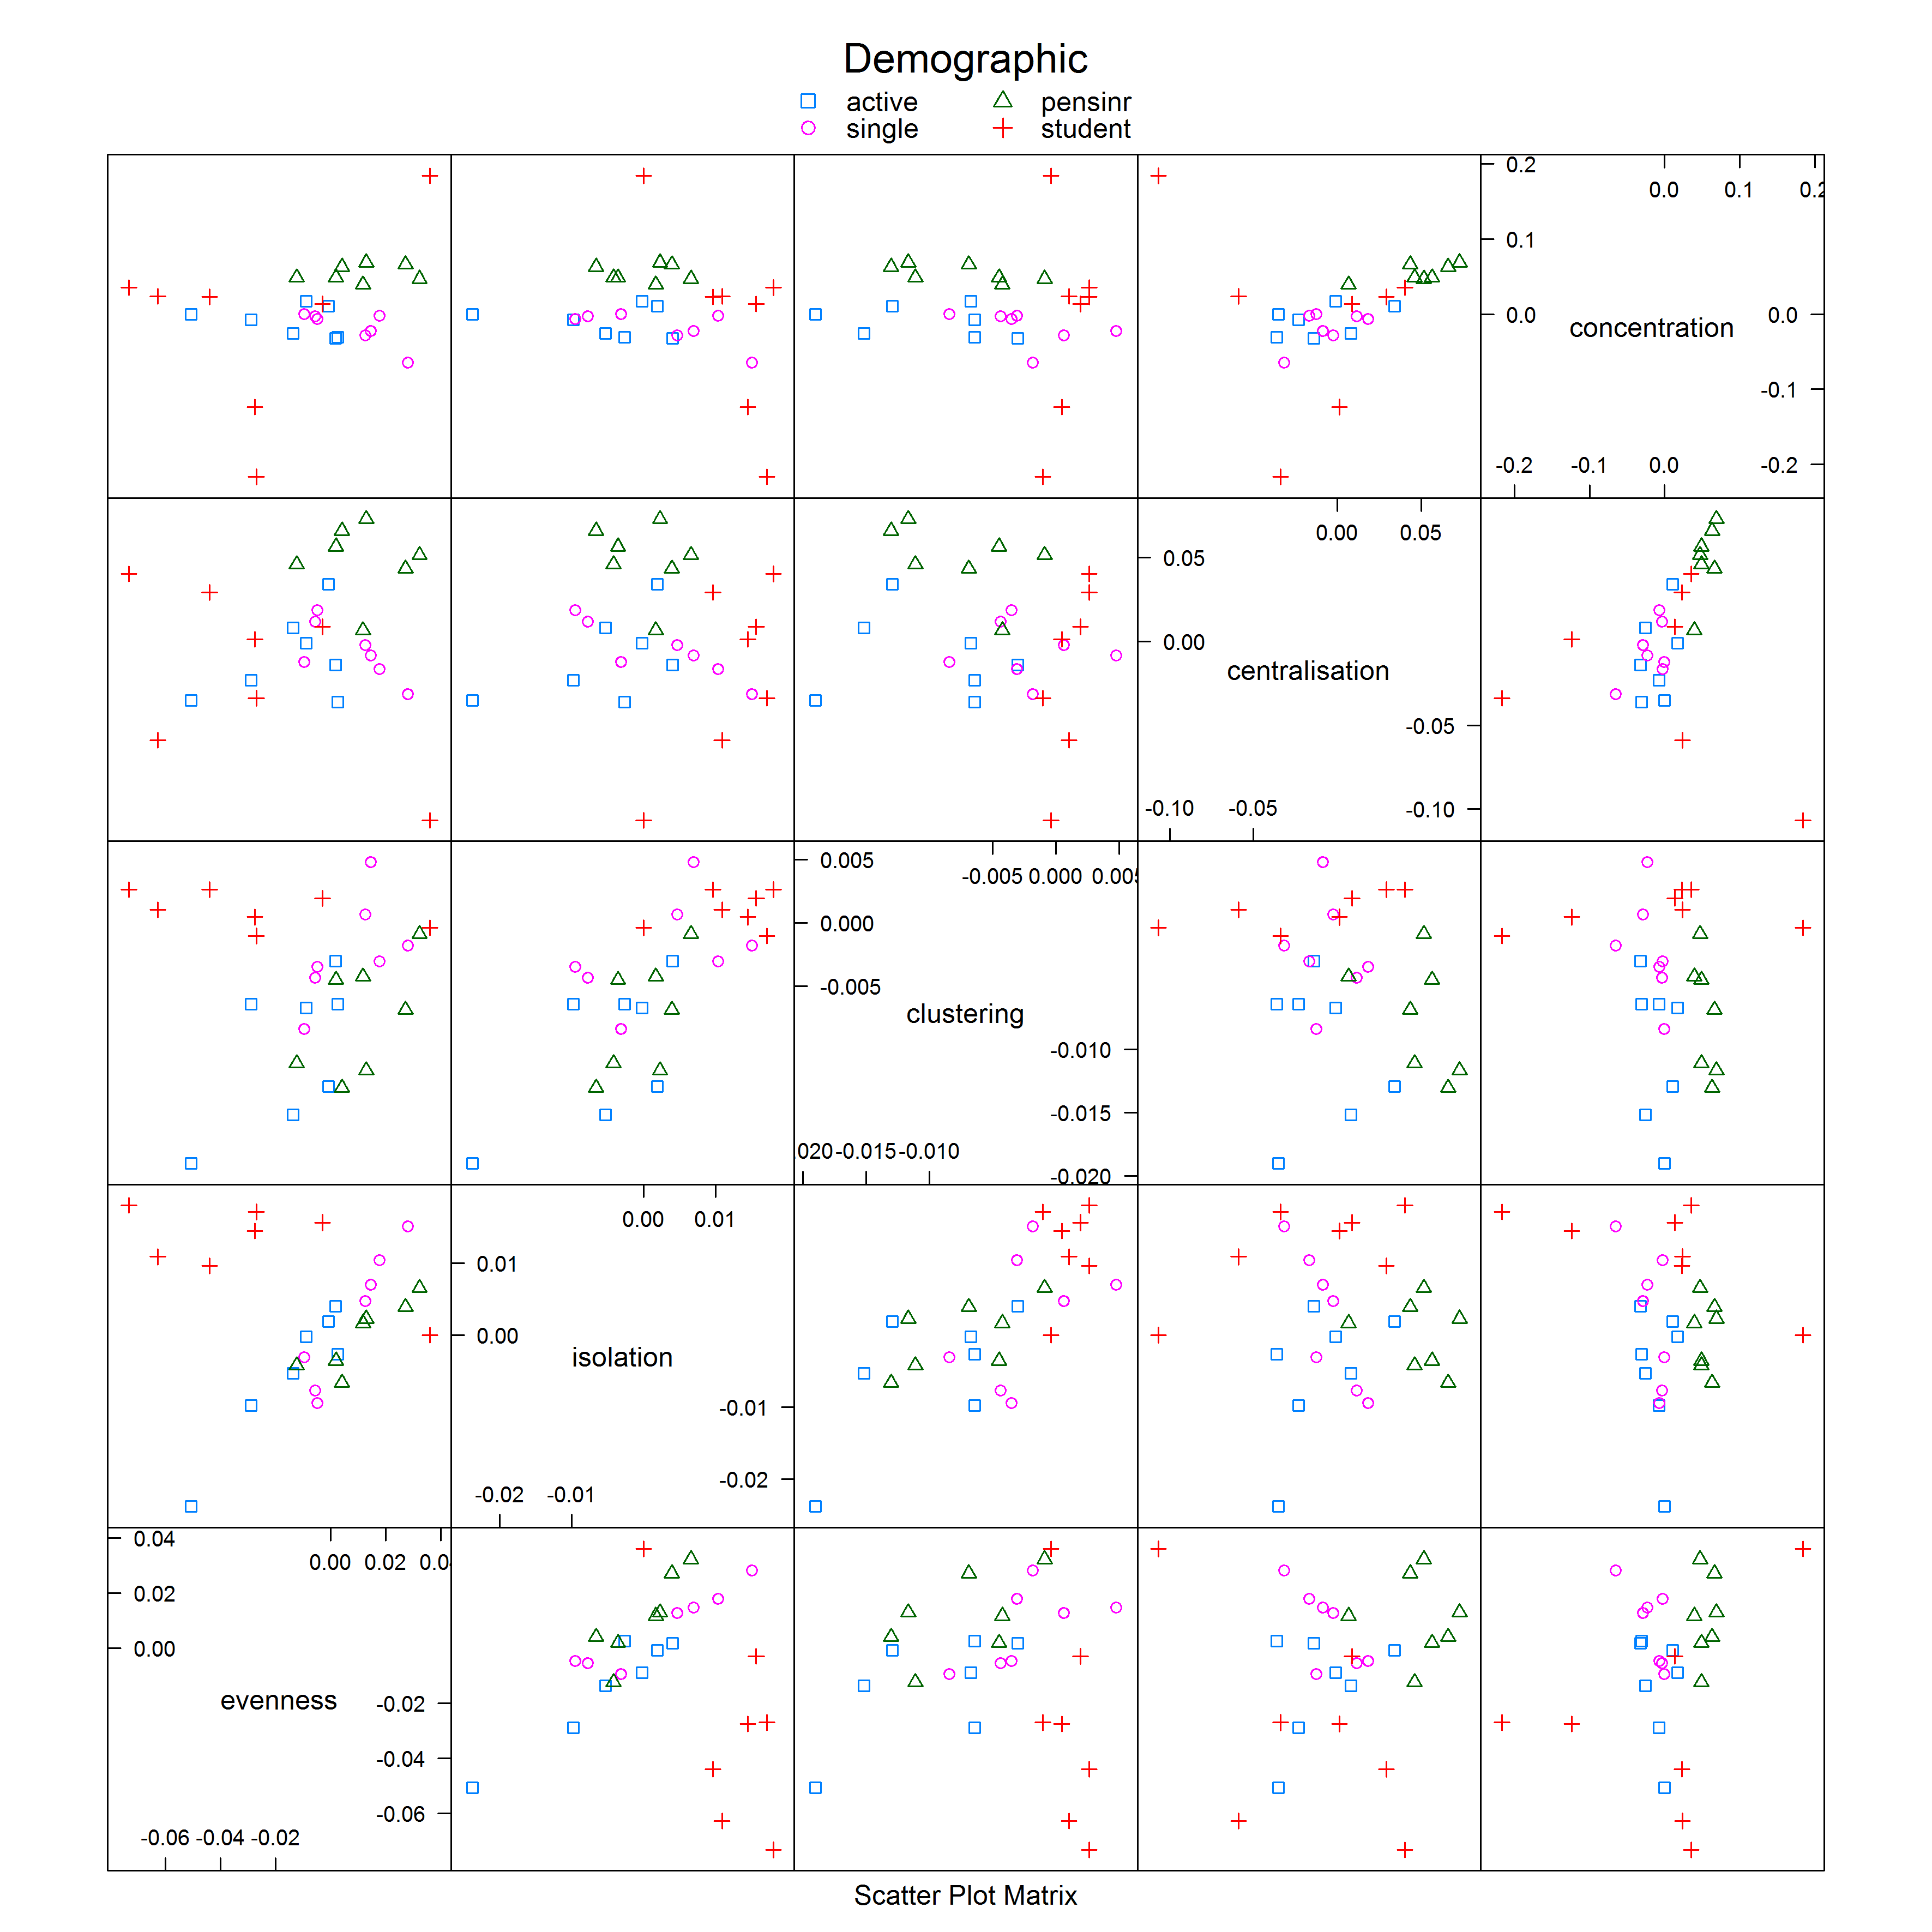 Demographic
active pensinr
single student
0.2 0.0 0.1 0.2
0.1
0.0 concentration 0.0
-0.1
-0.2 -0.1 0.0 -0.2
0.00 0.05
0.05
0.00
centralisation
-0.05
-0.10 -0.05 -0.10
0.005 -0.005 0.000 0.005
0.000
-0.005
clustering
-0.010
-0.015
.020 -0.015 -0.010
-0.020
0.00 0.01
0.01
0.00
isolation
-0.01
-0.02
-0.02 -0.01
0.04 0.00 0.02 0.0
0.02
0.00
evenness -0.02
-0.04
-0.06
-0.06 -0.04 -0.02
Scatter Plot Matrix